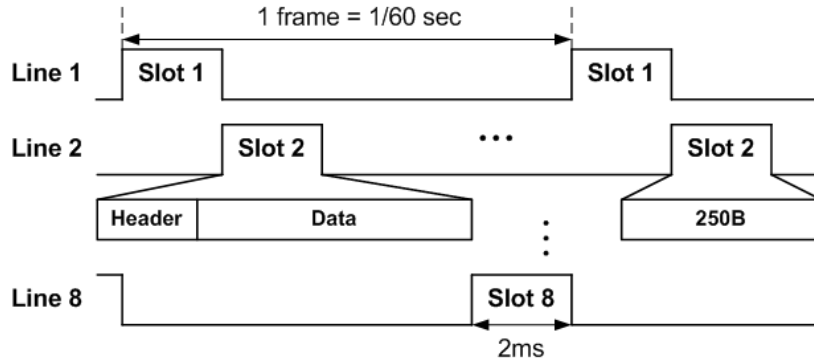 1 frame = 1/60 sec
Line 1 Slot 1 Slot 1
Line 2 Slot 2 ... Slot 2
Header Data 250B
Line 8 Slot 8
2ms